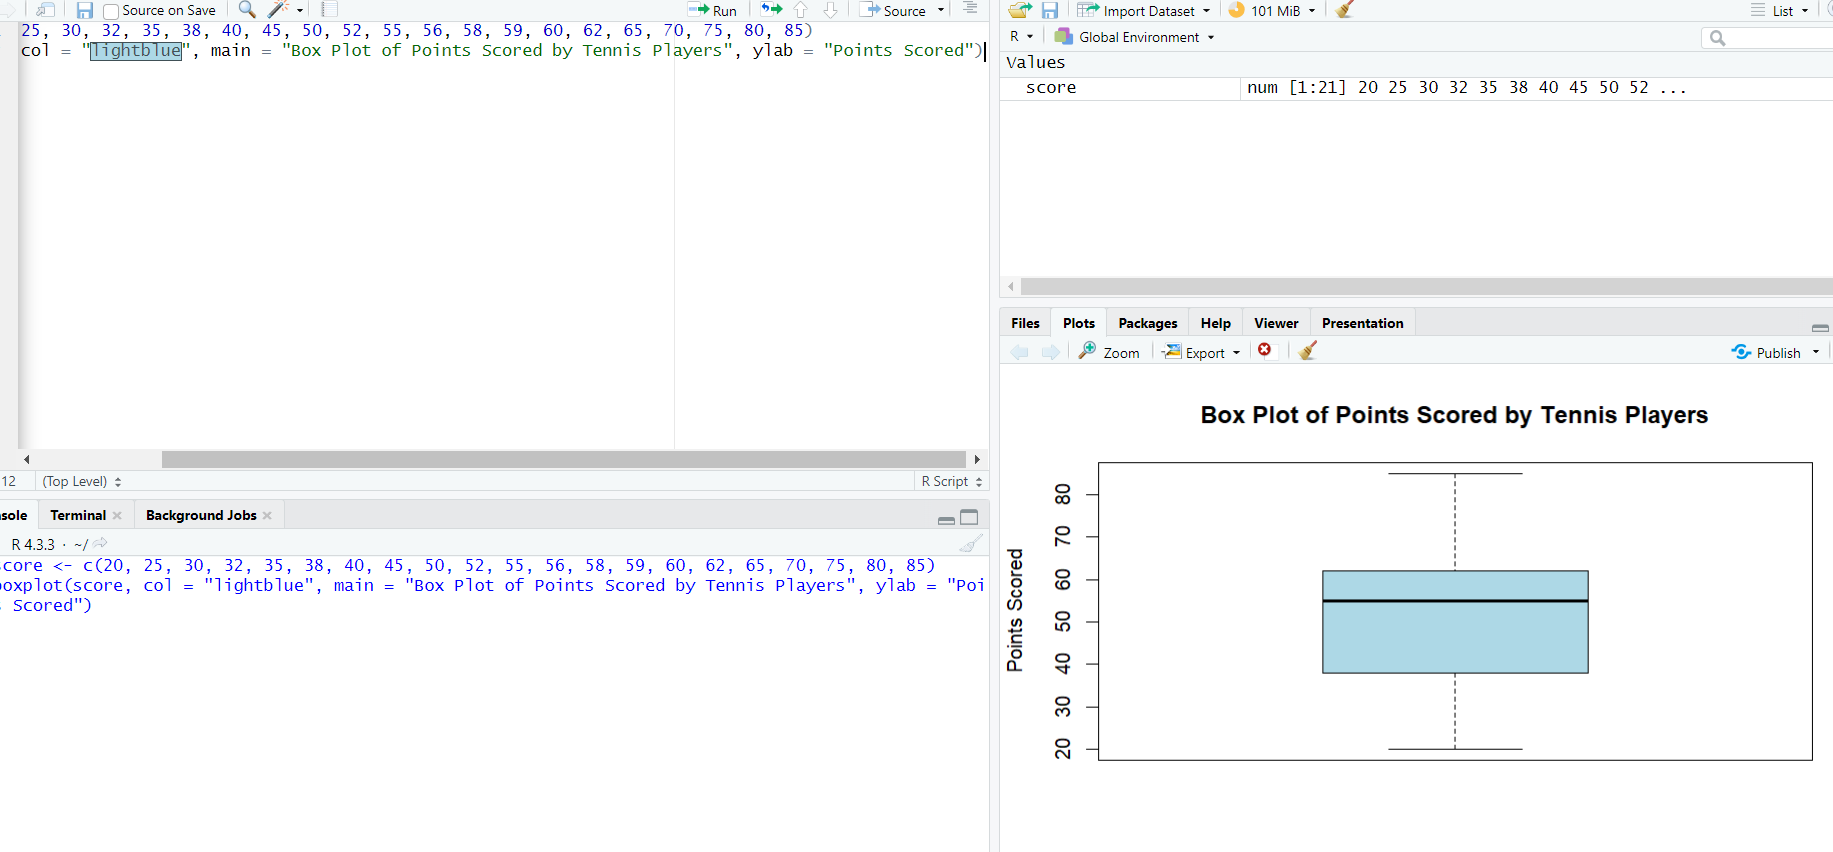 Source on Save
Run
Source
25, 30, 32, 35, 38, 40, 45, 50, 52, 55, 56, 58, 59, 60, 62, 65, 70, 75, 80, 85)
col = "lightblue", main = "Box Plot of Points Scored by Tennis Players", ylab = "Points Scored")
12 (Top Level) R Script
sole Terminal Background Jobs
R 4.3.3 · ~/
core <- c(20, 25, 30, 32, 35, 38, 40, 45, 50, 52, 55, 56, 58, 59, 60, 62, 65, 70, 75, 80, 85)
oxplot(score, col = "lightblue", main = "Box Plot of Points Scored by Tennis Players", ylab = "Poi
s Scored")
Import Dataset 101 MiB List
R Global Environment
Values
score num [1:21] 20 25 30 32 35 38 40 45 50 52 ...
Files Plots Packages Help Viewer Presentation
Zoom Export Publish
Box Plot of Points Scored by Tennis Players
Points Scored
80
70
60
50
40
30
20